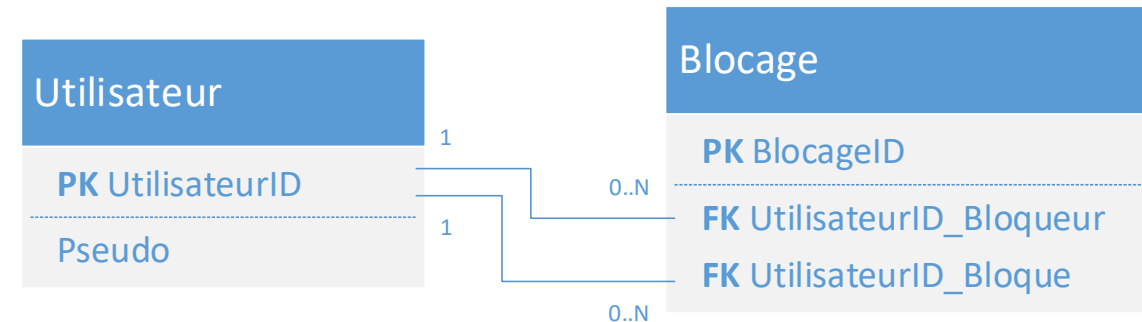 Utilisateur
PK UtilisateurID
Pseudo
1
1
0..N
0..N
Blocage
PK BlocageID
FK UtilisateurID_Bloqueur
FK UtilisateurID_Bloque